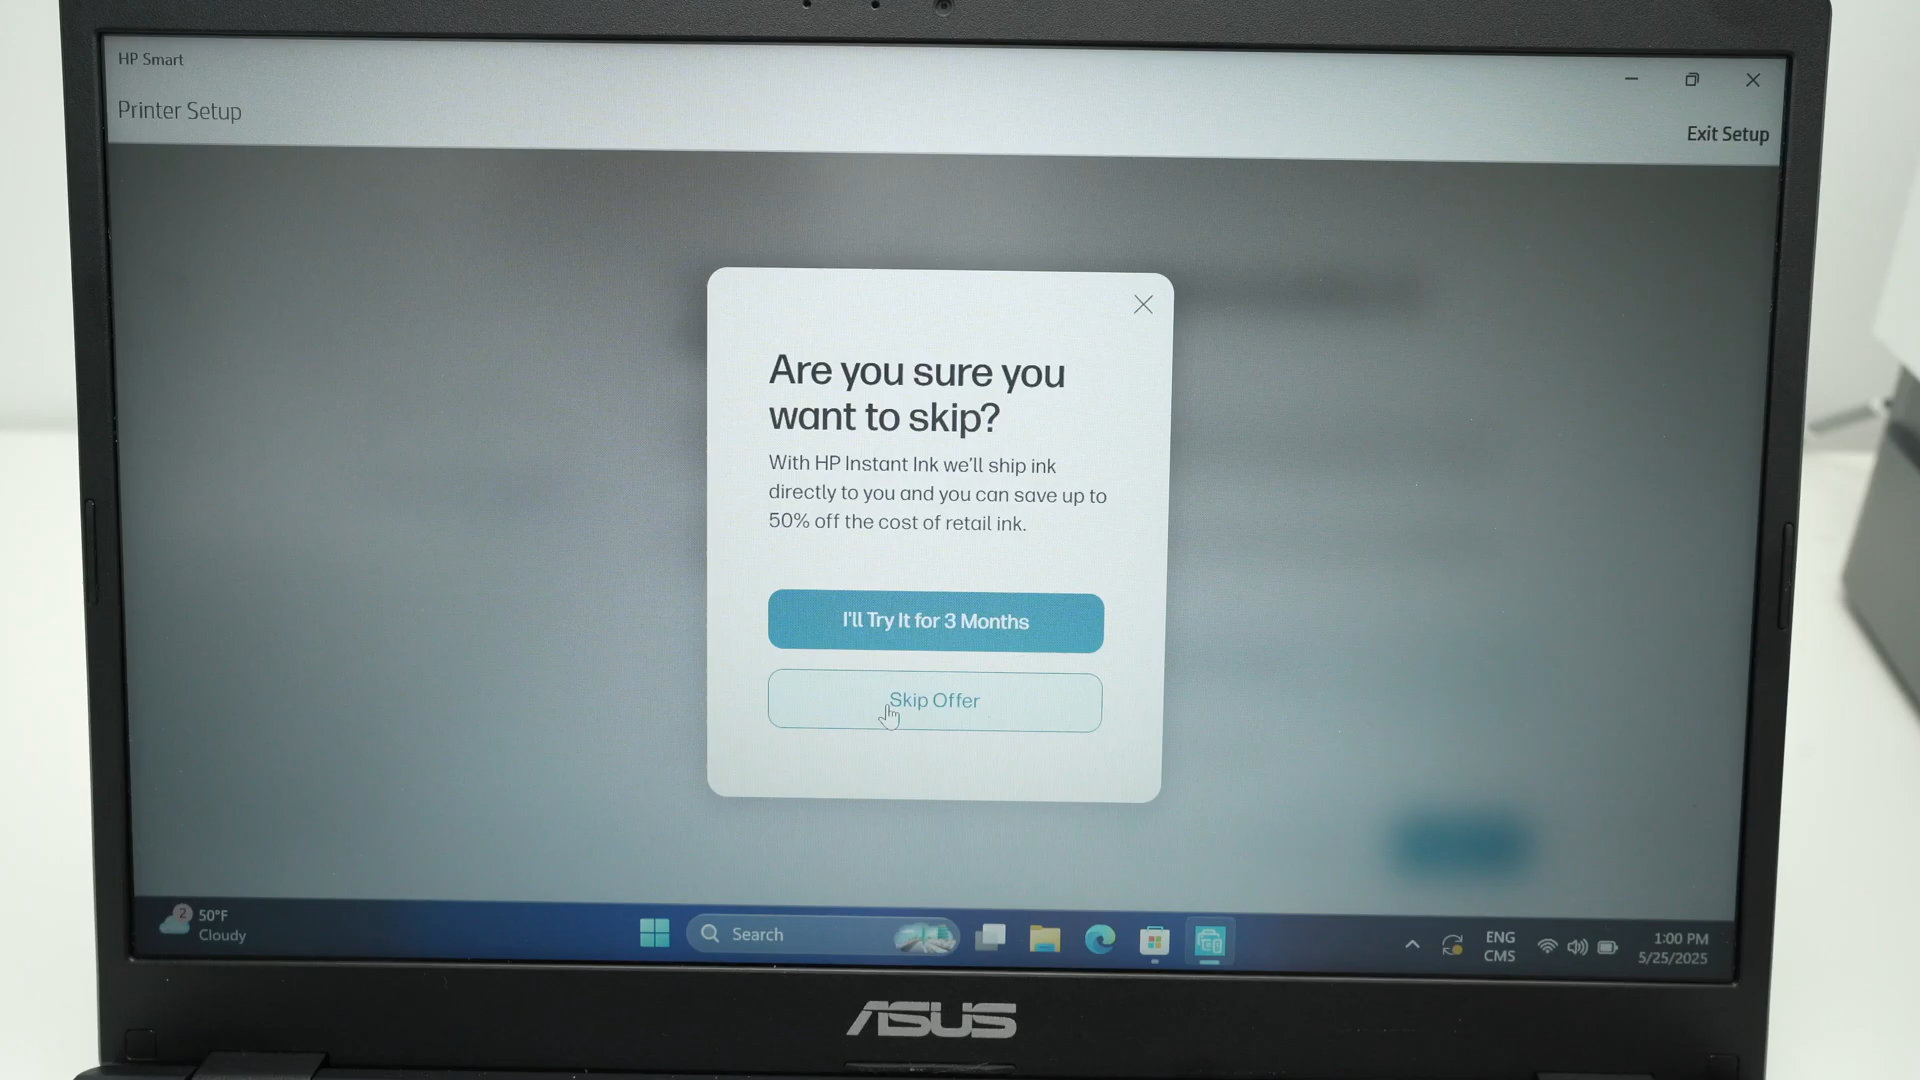 HP Smart
Printer Setup
Exit Setup
Are you sure you
want to skip?
With HP Instant Ink we'll ship ink
directly to you and you can save up to
50% off the cost of retail ink.
I'll Try It for 3 Months
Skip Offer
2
50°F
Cloudy
Search
ENG
CMS
1:00 PM
5/25/2025
ASUS